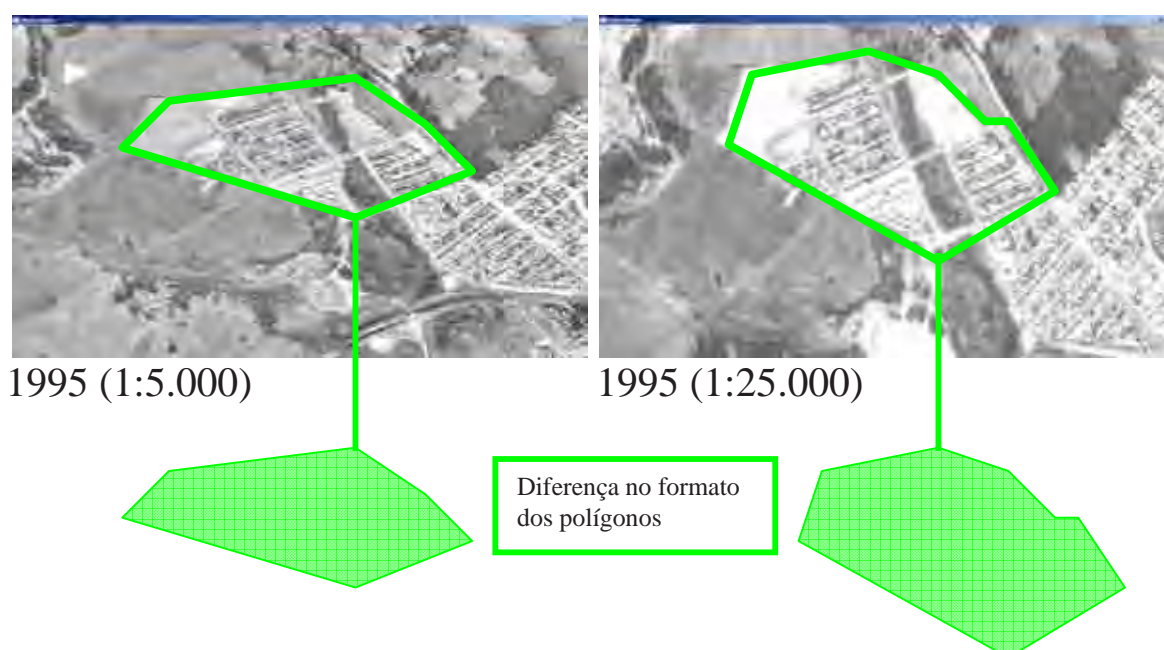 1995 (1:5.000)
1995 (1:25.000)
Diferença no formato
dos polígonos